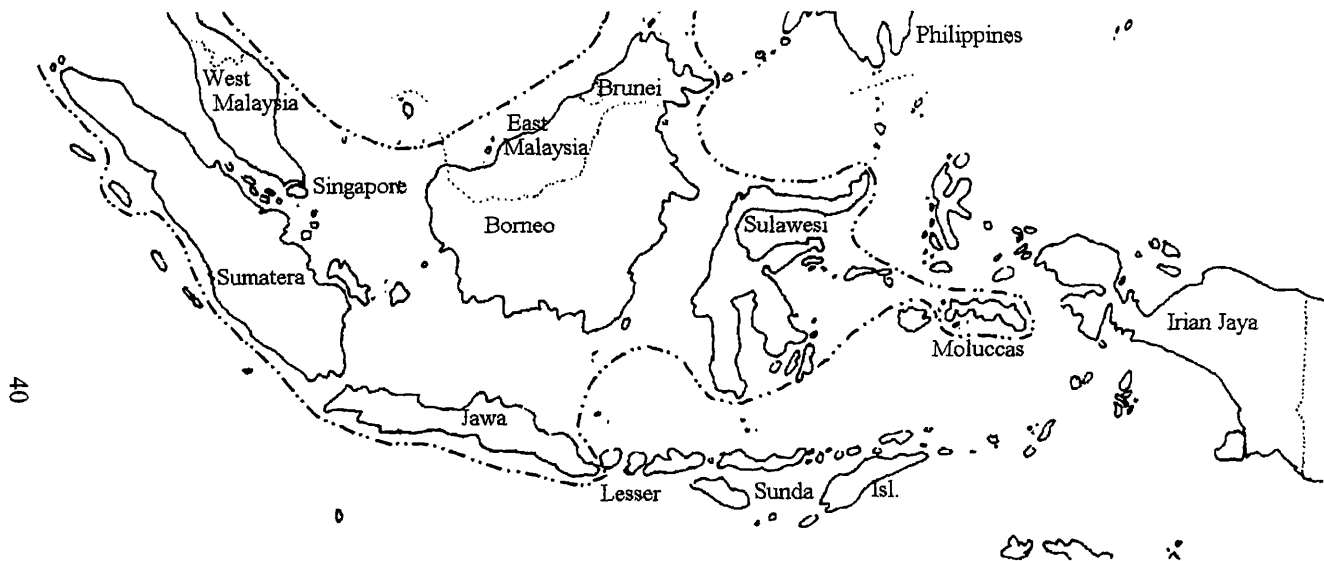 Philippines
West
Malaysia
Brunei
East
Malaysia
Singapore
Borneo
Sulawesi
Sumatera
Irian Jaya
Moluccas
40
Jawa
Lesser Sunda Isl.